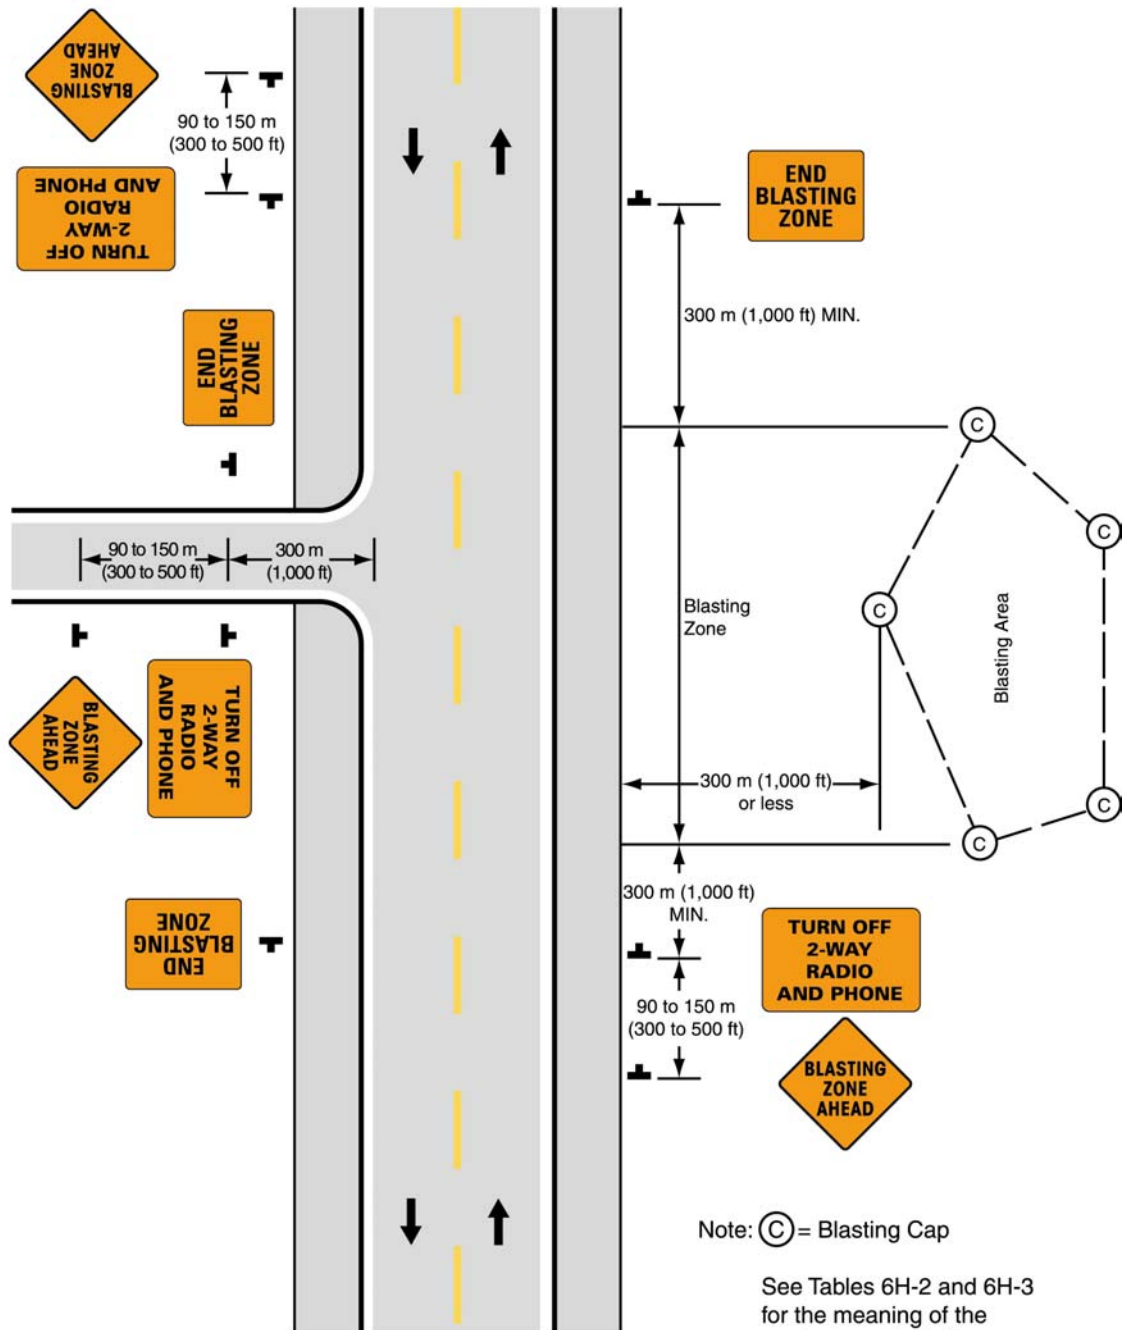 BLASTING
ZONE
AHEAD
90 to 150 m
(300 to 500 ft)
TURN OFF
2-WAY
RADIO
AND PHONE
END
BLASTING
ZONE
300 m (1,000 ft) MIN.
END
BLASTING
ZONE
C
C
90 to 150 m
(300 to 500 ft)
300 m
(1,000 ft)
Blasting
Zone
C
Blasting Area
BLASTING
ZONE
AHEAD
TURN OFF
2-WAY
RADIO
AND PHONE
300 m (1,000 ft)
or less
C
C
END
BLASTING
ZONE
300 m (1,000 ft)
MIN.
TURN OFF
2-WAY
RADIO
AND PHONE
90 to 150 m
(300 to 500 ft)
BLASTING
ZONE
AHEAD
Note: C = Blasting Cap
See Tables 6H-2 and 6H-3
for the meaning of the